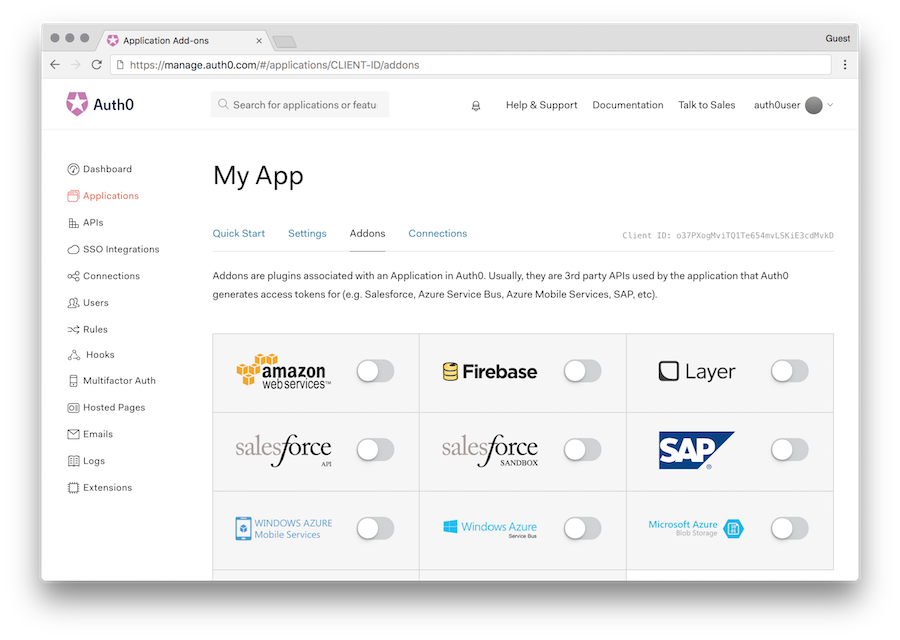 Application Add-ons
Guest
https://manage.auth0.com/#/applications/CLIENT-ID/addons
Auth0
Search for applications or featu
Help & Support
Documentation
Talk to Sales
auth0user
Dashboard
Applications
APIs
SSO Integrations
Connections
Users
Rules
Hooks
Multifactor Auth
Hosted Pages
Emails
Logs
Extensions
My App
Quick Start
Settings
Addons
Connections
Client ID: o37PXogMviTQ1Te654mvLSKiE3cdMvkD
Addons are plugins associated with an Application in Auth0. Usually, they are 3rd party APIs used by the application that Auth0
generates access tokens for (e.g. Salesforce, Azure Service Bus, Azure Mobile Services, SAP, etc).
amazon
webservices™
Firebase
Layer
salesforce
API
salesforce
SANDBOX
SAP®
WINDOWS AZURE
Mobile Services
Windows Azure
Service Bus
Microsoft Azure
Blob Storage